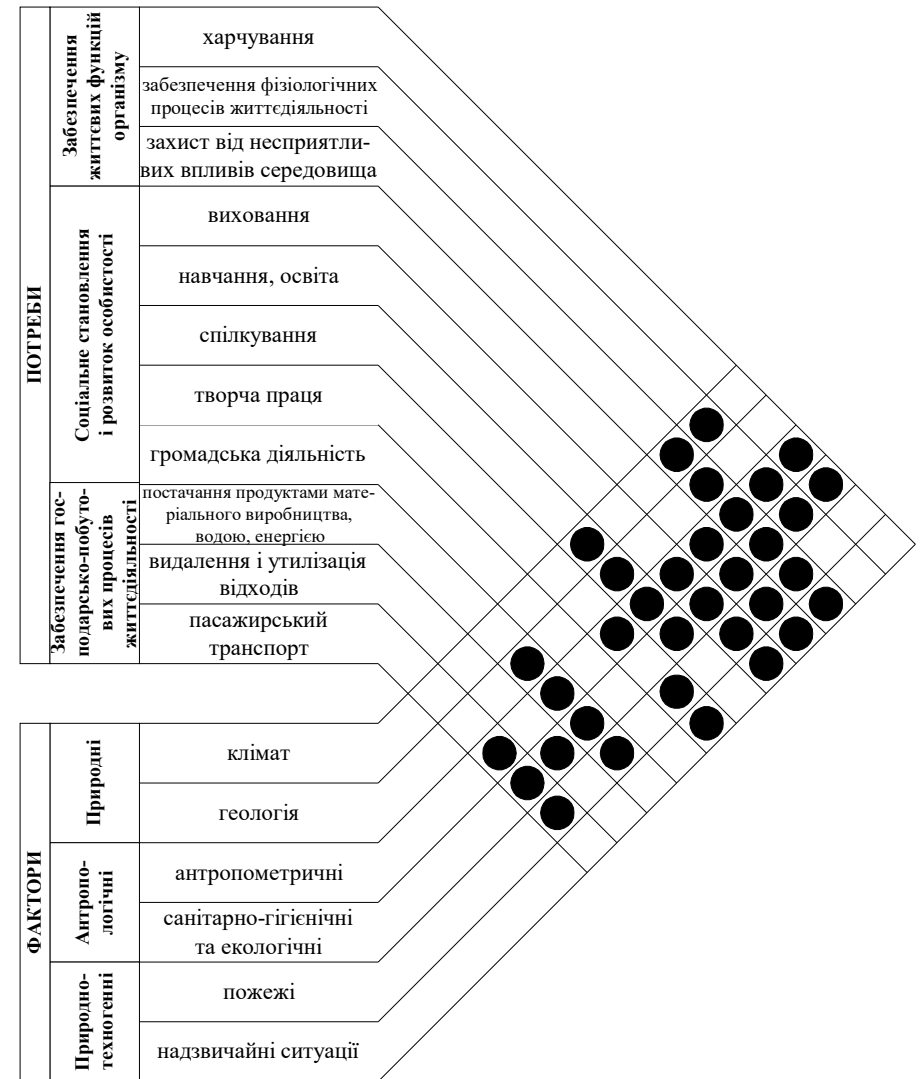 ПОТРЕБИ
Забезпечення
життєвих функцій
організму
харчування
забезпечення фізіологічних
процесів життєдіяльності
захист від несприятли-
вих впливів середовища
Соціальне становлення
і розвиток особистості
виховання
навчання, освіта
спілкування
творча праця
громадська діяльність
Забезпечення гос-
подарсько-побуто-
вих процесів
життєдіяльності
постачання продуктами мате-
ріального виробництва,
водою, енергією
видалення і утилізація
відходів
пасажирський
транспорт
ФАКТОРИ
Природні
клімат
геологія
Антропо-
логічні
антропометричні
санітарно-гігієнічні
та екологічні
Природно-
техногенні
пожежі
надзвичайні ситуації